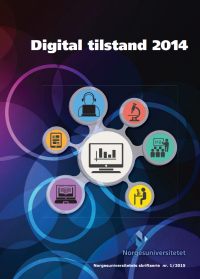 Digital tilstand 2014
Norgesuniversitetet
Norgesuniversitetets skriftserie nr. 1/2015